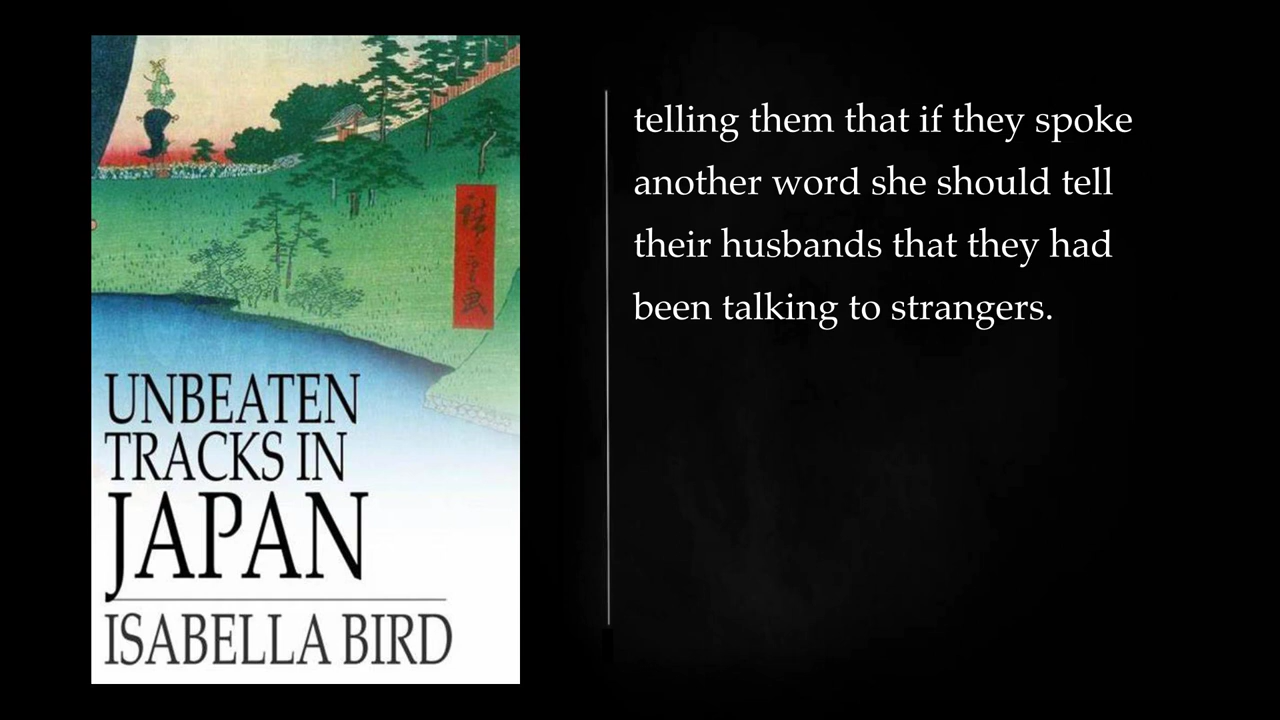 UNBEATEN
TRACKS IN
JAPAN
ISABELLA BIRD
telling them that if they spoke
another word she should tell
their husbands that they had
been talking to strangers.